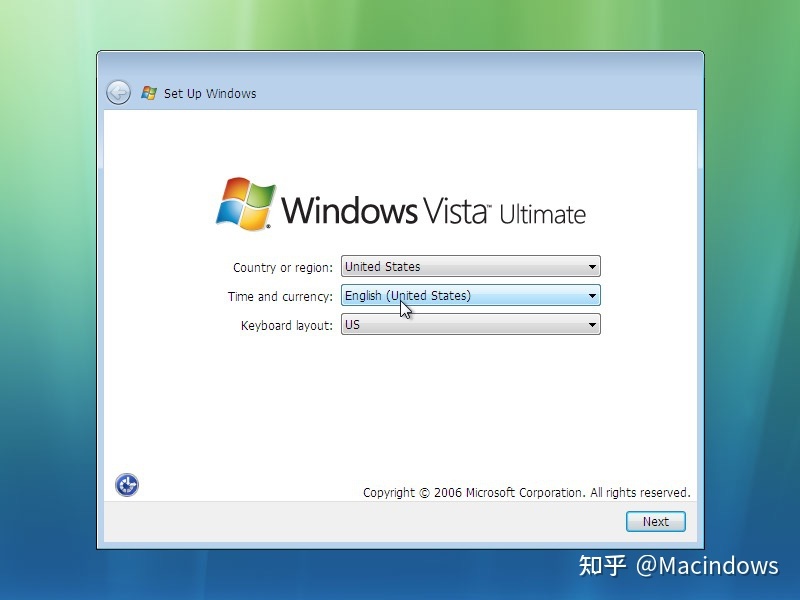 Set Up Windows
Windows Vista™ Ultimate
Country or region: United States
Time and currency: English (United States)
Keyboard layout: US
Copyright © 2006 Microsoft Corporation. All rights reserved.
Next
知乎 @Macindows